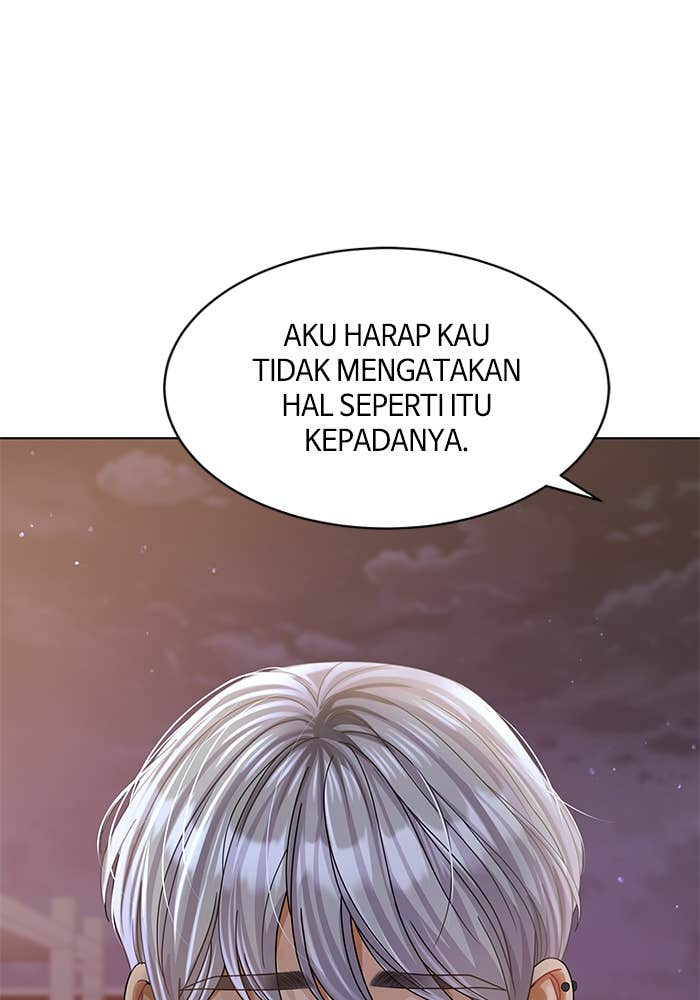 AKU HARAP KAU
TIDAK MENGATAKAN
HAL SEPERTI ITU
KEPADANYA.